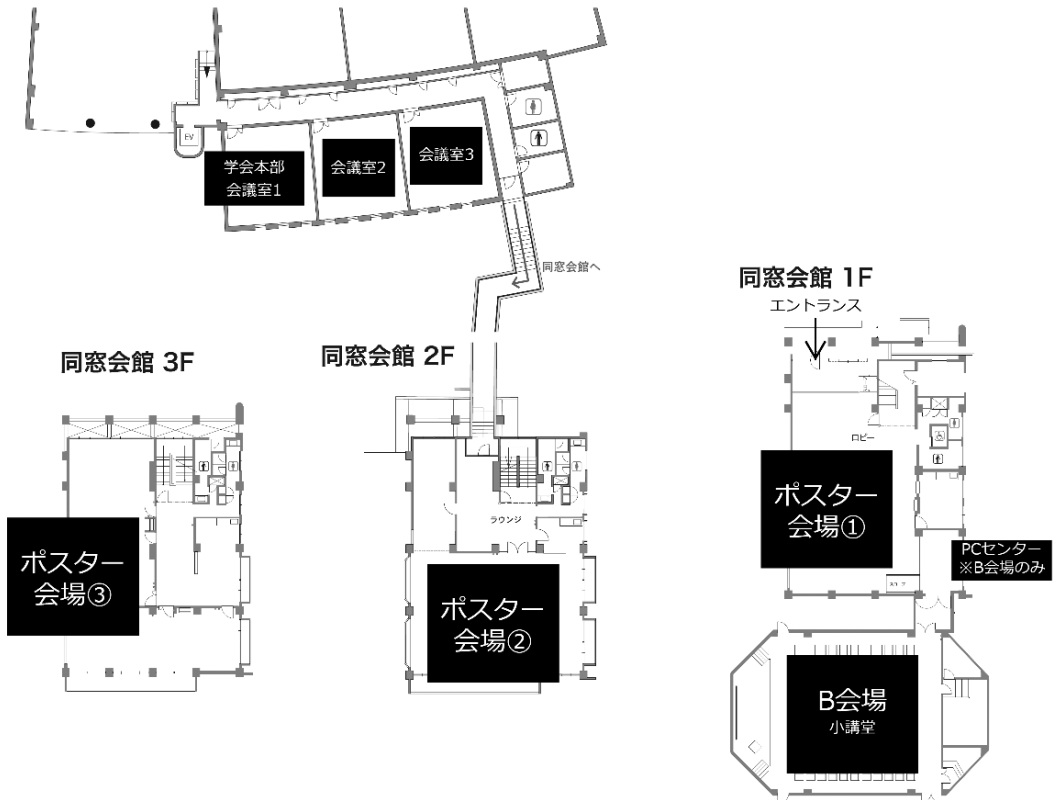 EV
学会本部
会議室1
会議室2
会議室3
同窓会館へ
同窓会館 1F
エントランス
同窓会館 3F
同窓会館 2F
ロビー
ラウンジ
ポスター
会場③
ポスター
会場②
ポスター
会場①
PCセンター
※B会場のみ
B会場
小講堂